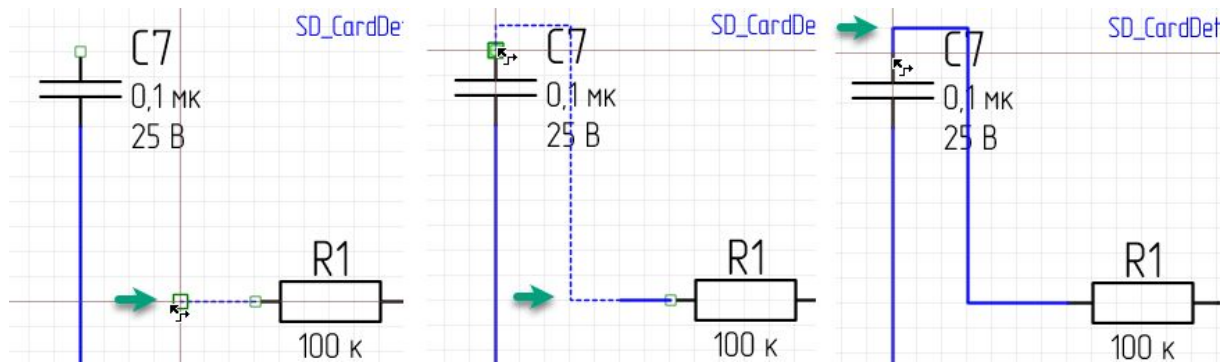 SD_CardDe
C7
0,1 мк
25 В
R1
100 к
SD_CardDe
C7
0,1 мк
25 В
R1
100 к
SD_CardDet
C7
0,1 мк
25 В
R1
100 к